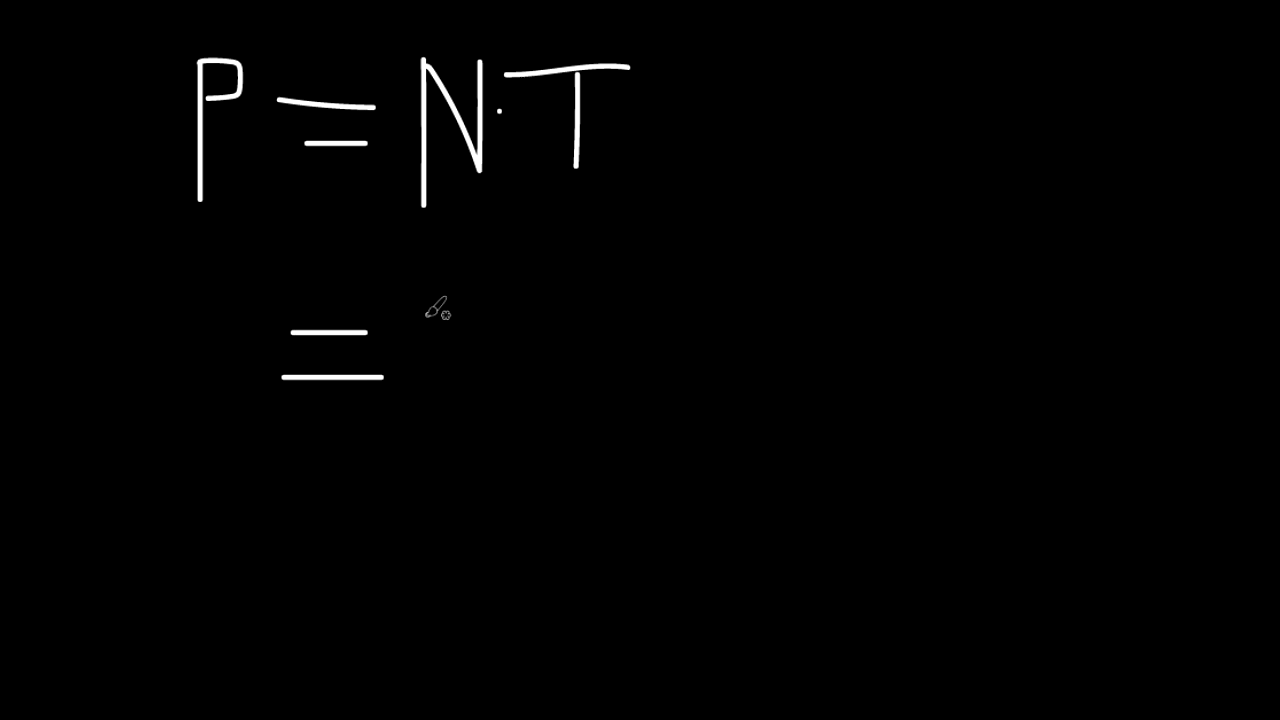 P = N·T
=